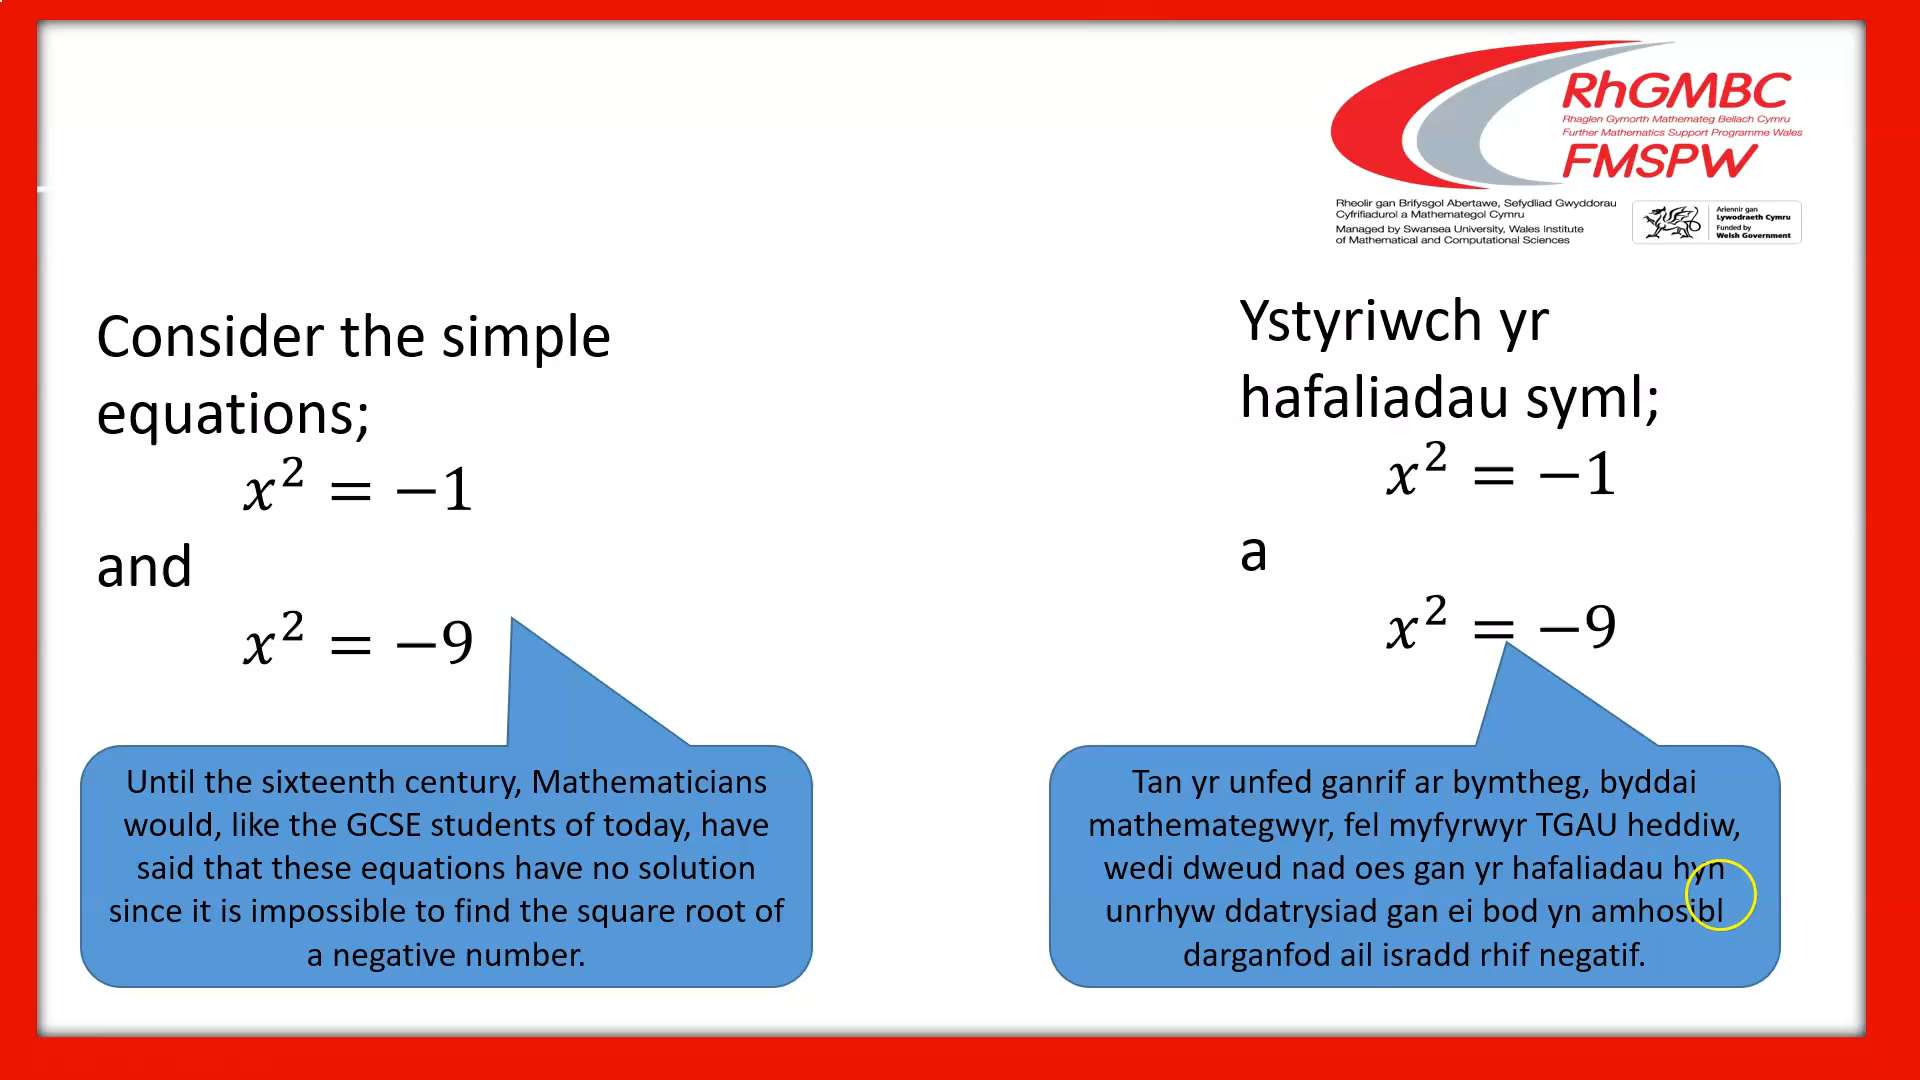 RhGMBC
Rhaglen Gymorth Mathemateg Bellach Cymru
Further Mathematics Support Programme Wales
FMSPW
Rheolir gan Brifysgol Abertawe, Sefydliad Gwyddorau
Cyfrifiadurol a Mathemategol Cymru
Managed by Swansea University, Wales Institute
of Mathematical and Computational Sciences
Ariennir gan
Lywodraeth Cymru
Funded by
Welsh Government
Consider the simple
equations;
x² = −1
and
x² = −9
Until the sixteenth century, Mathematicians
would, like the GCSE students of today, have
said that these equations have no solution
since it is impossible to find the square root of
a negative number.
Ystyriwch yr
hafaliadau syml;
x² = −1
a
x² = −9
Tan yr unfed ganrif ar bymtheg, byddai
mathemategwyr, fel myfyrwyr TGAU heddiw,
wedi dweud nad oes gan yr hafaliadau hyn
unrhyw ddatrysiad gan ei bod yn amhosibl
darganfod ail isradd rhif negatif.